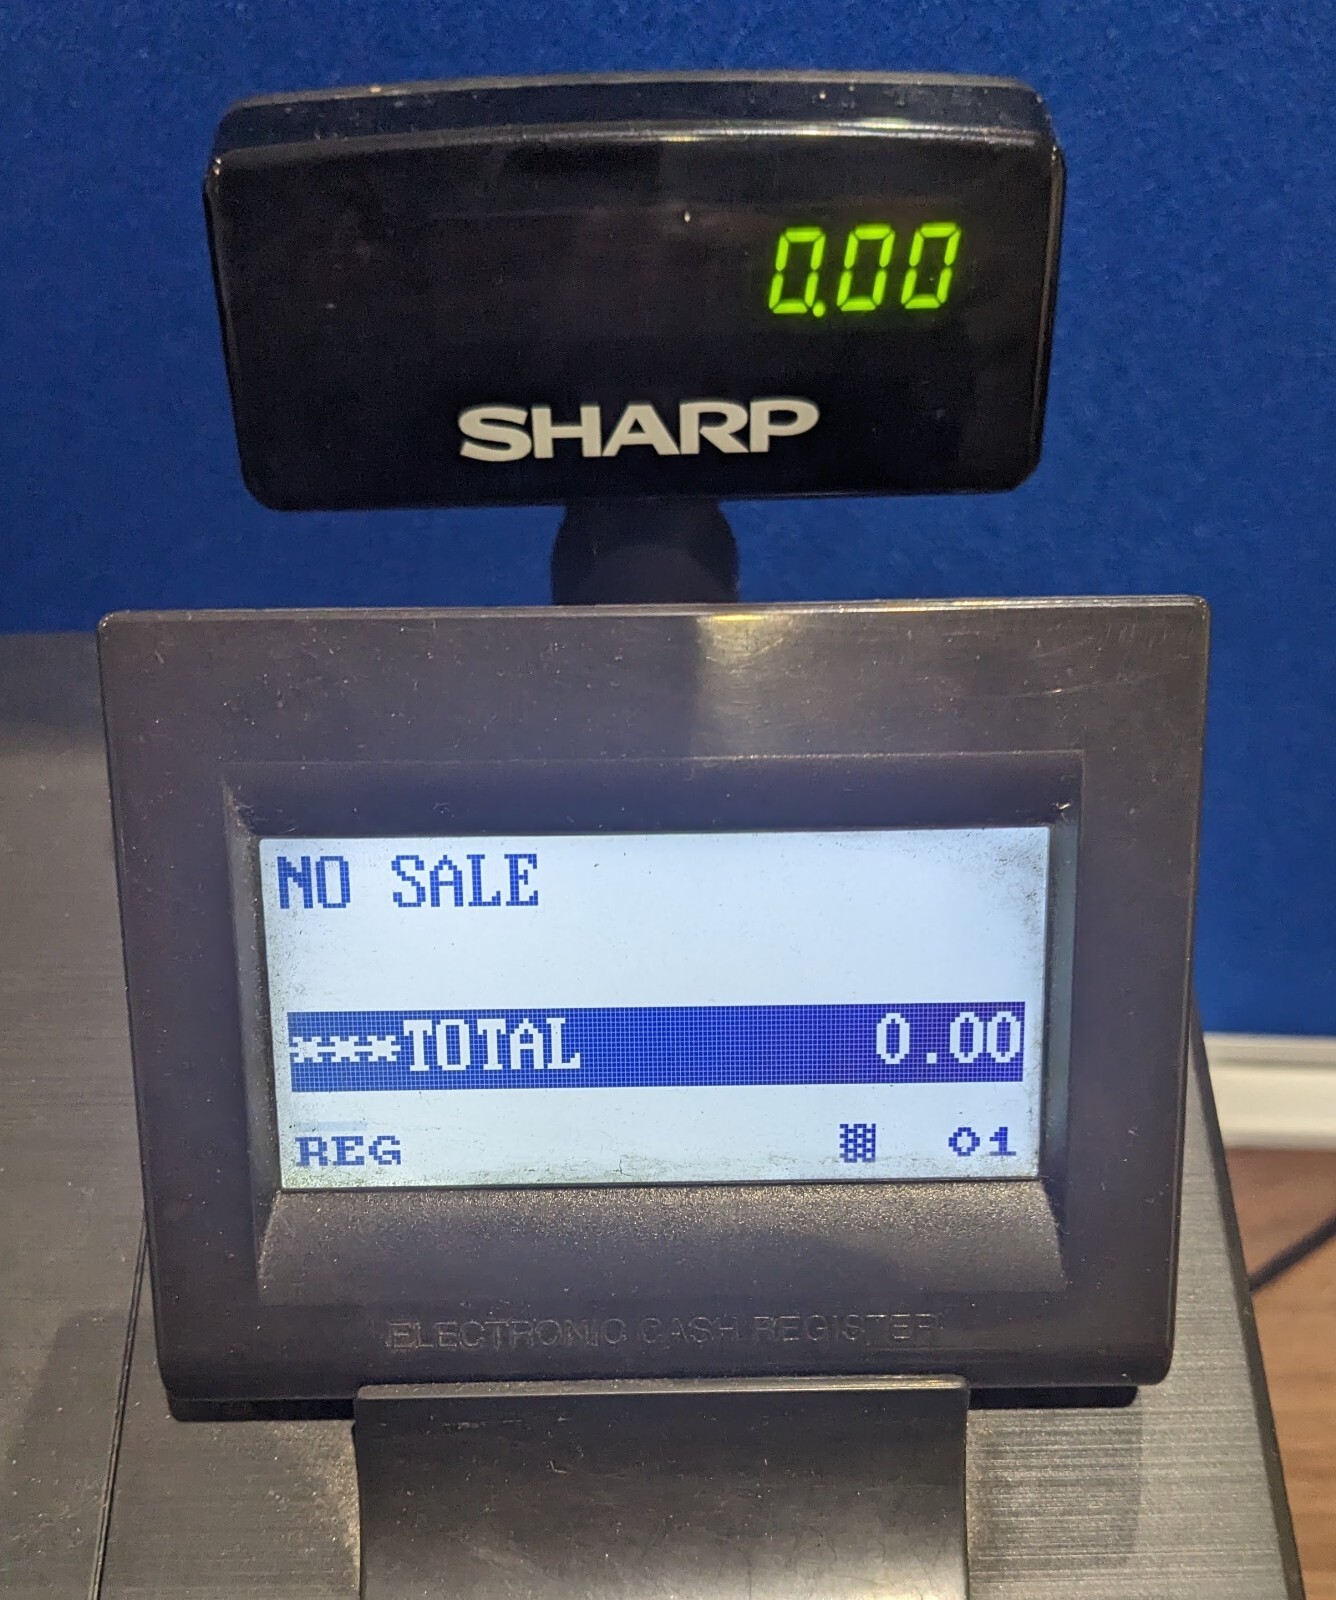 0.00
SHARP
NO SALE
***TOTAL 0.00
REG 01
ELECTRONIC CASH REGISTER